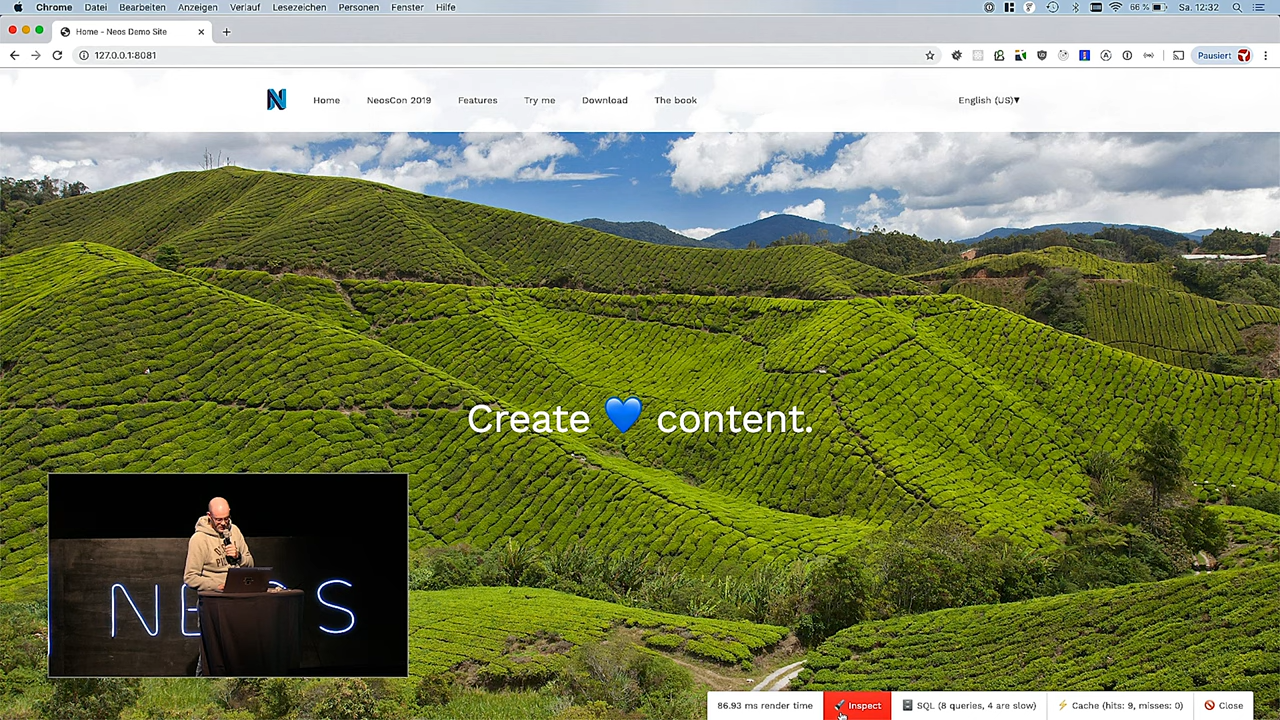 Chrome Datei Bearbeiten Anzeigen Verlauf Lesezeichen Personen Fenster Hilfe 66 % Sa. 12:32
Home - Neos Demo Site
127.0.0.1:8081 Pausiert
N Home NeosCon 2019 Features Try me Download The book English (US)▾
Create 💙 content.
NEOS
86.93 ms render time Inspect SQL (8 queries, 4 are slow) Cache (hits: 9, misses: 0) Close